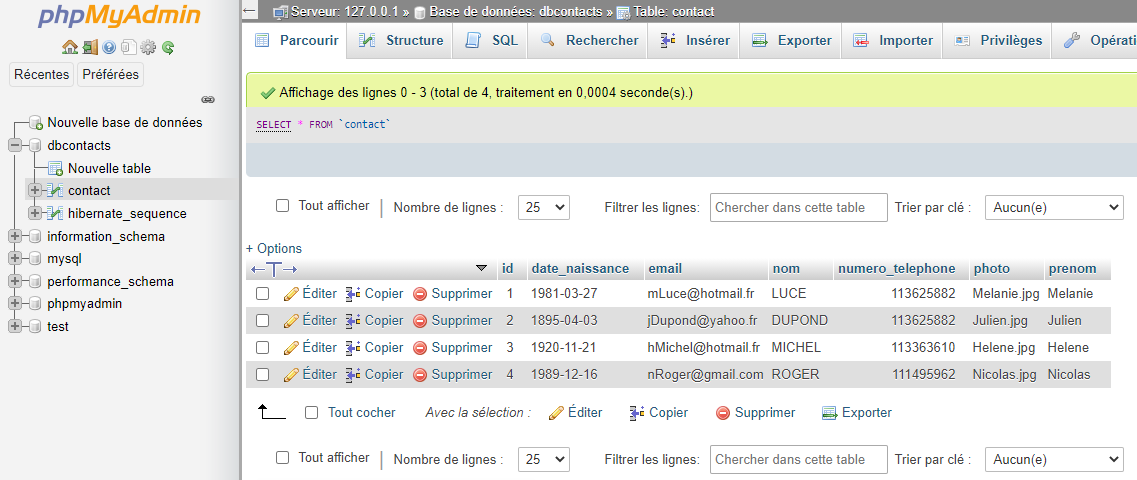 phpMyAdmin
Récentes Préférées
Nouvelle base de données
dbcontacts
Nouvelle table
contact
hibernate_sequence
information_schema
mysql
performance_schema
phpmyadmin
test
Serveur: 127.0.0.1 » Base de données: dbcontacts » Table: contact
Parcourir Structure SQL Rechercher Insérer Exporter Importer Privilèges Opérati
Affichage des lignes 0 - 3 (total de 4, traitement en 0,0004 seconde(s).)
SELECT * FROM `contact`
Tout afficher | Nombre de lignes : 25 Filtrer les lignes: Chercher dans cette table Trier par clé : Aucun(e)
+ Options
←T→ id date_naissance email nom numero_telephone photo prenom
Éditer Copier Supprimer 1 1981-03-27 mLuce@hotmail.fr LUCE 113625882 Melanie.jpg Melanie
Éditer Copier Supprimer 2 1895-04-03 jDupond@yahoo.fr DUPOND 113625882 Julien.jpg Julien
Éditer Copier Supprimer 3 1920-11-21 hMichel@hotmail.fr MICHEL 113363610 Helene.jpg Helene
Éditer Copier Supprimer 4 1989-12-16 nRoger@gmail.com ROGER 111495962 Nicolas.jpg Nicolas
Tout cocher Avec la sélection : Éditer Copier Supprimer Exporter
Tout afficher | Nombre de lignes : 25 Filtrer les lignes: Chercher dans cette table Trier par clé : Aucun(e)